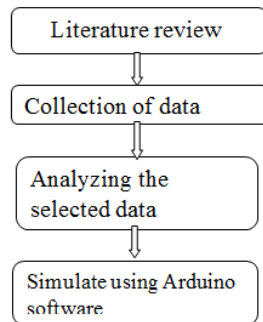 Literature review
Collection of data
Analyzing the
selected data
Simulate using Arduino
software